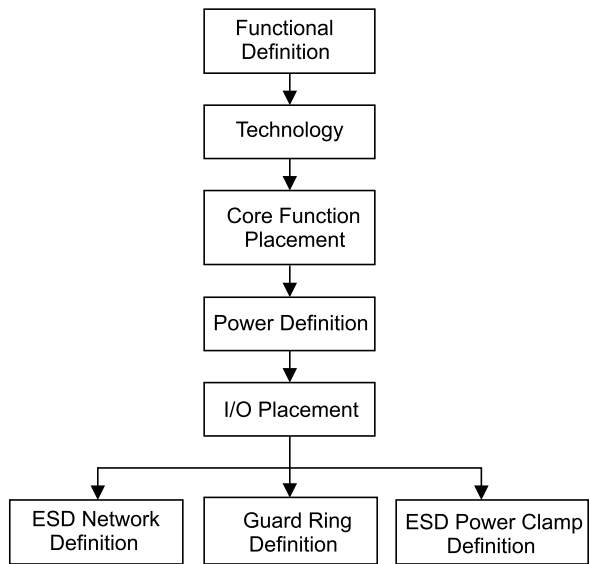 Functional
Definition
Technology
Core Function
Placement
Power Definition
I/O Placement
ESD Network
Definition
Guard Ring
Definition
ESD Power Clamp
Definition